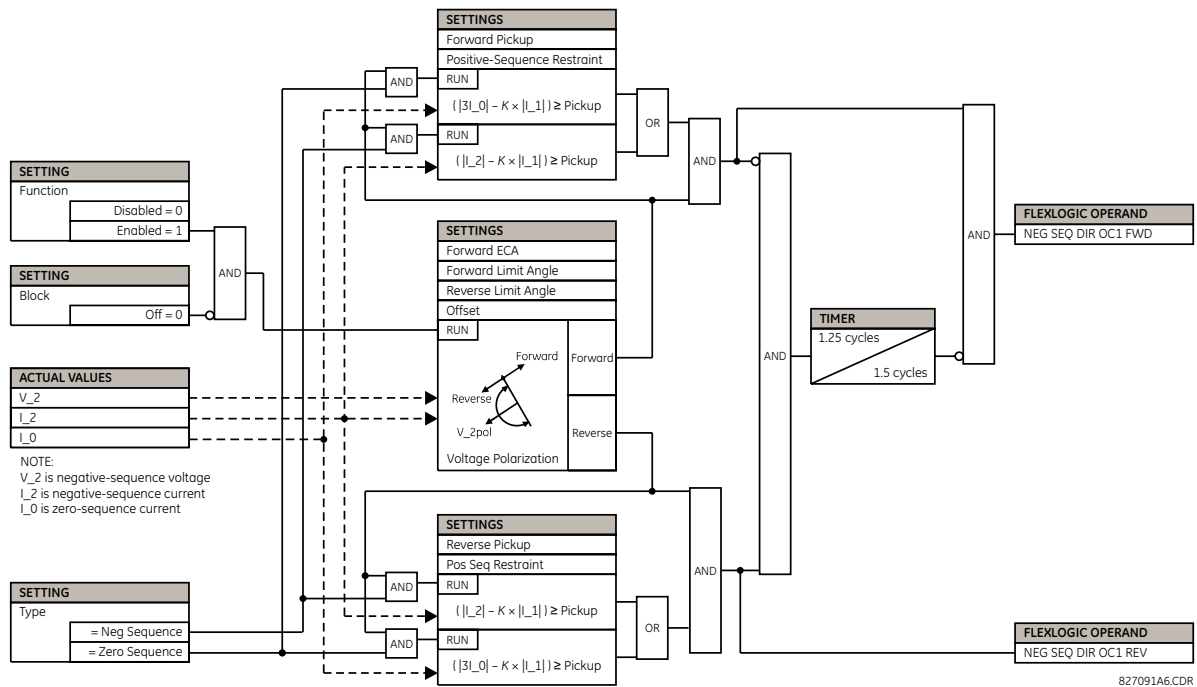 SETTINGS
Forward Pickup
Positive-Sequence Restraint
AND
RUN
( |3I_0| – K × |I_1| ) ≥ Pickup
AND
RUN
( |I_2| – K × |I_1| ) ≥ Pickup
OR
AND
SETTING
Function
Disabled = 0
Enabled = 1
SETTING
Block
Off = 0
AND
SETTINGS
Forward ECA
Forward Limit Angle
Reverse Limit Angle
Offset
RUN
Forward
Reverse
V_2pol
Voltage Polarization
Forward
Reverse
AND
TIMER
1.25 cycles
1.5 cycles
AND
FLEXLOGIC OPERAND
NEG SEQ DIR OC1 FWD
ACTUAL VALUES
V_2
I_2
I_0
NOTE:
V_2 is negative-sequence voltage
I_2 is negative-sequence current
I_0 is zero-sequence current
SETTINGS
Reverse Pickup
Pos Seq Restraint
AND
RUN
( |I_2| – K × |I_1| ) ≥ Pickup
AND
RUN
( |3I_0| – K × |I_1| ) ≥ Pickup
OR
AND
SETTING
Type
= Neg Sequence
= Zero Sequence
FLEXLOGIC OPERAND
NEG SEQ DIR OC1 REV
827091A6.CDR